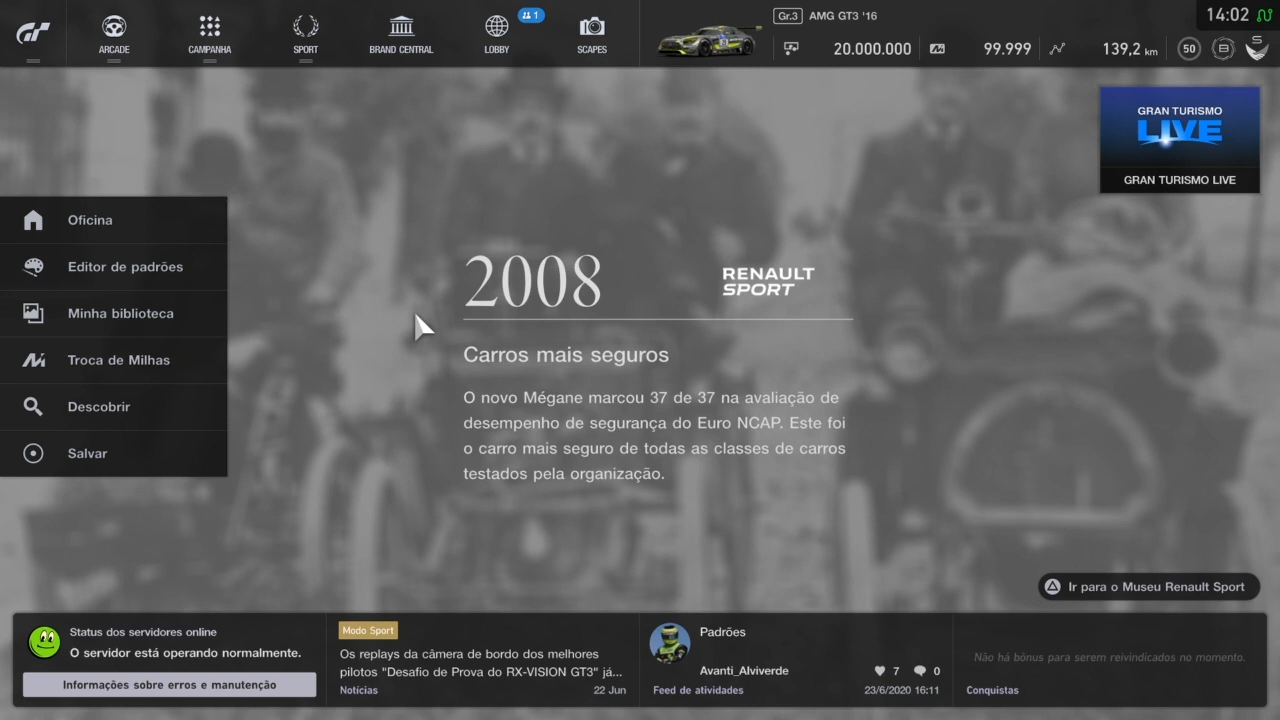 GT
ARCADE
CAMPANHA
SPORT
BRAND CENTRAL
LOBBY
1
SCAPES
Gr.3 AMG GT3 '16
20.000.000
99.999
139,2 km
50
B
S
14:02
GRAN TURISMO
LIVE
GRAN TURISMO LIVE
Oficina
Editor de padrões
Minha biblioteca
Troca de Milhas
Descobrir
Salvar
2008
RENAULT
SPORT
Carros mais seguros
O novo Mégane marcou 37 de 37 na avaliação de
desempenho de segurança do Euro NCAP. Este foi
o carro mais seguro de todas as classes de carros
testados pela organização.
Ir para o Museu Renault Sport
Status dos servidores online
O servidor está operando normalmente.
Informações sobre erros e manutenção
Modo Sport
Os replays da câmera de bordo dos melhores
pilotos "Desafio de Prova do RX-VISION GT3" já...
Notícias 22 Jun
Padrões
Avanti_Alviverde 7 0
Feed de atividades 23/6/2020 16:11
Não há bônus para serem reivindicados no momento.
Conquistas